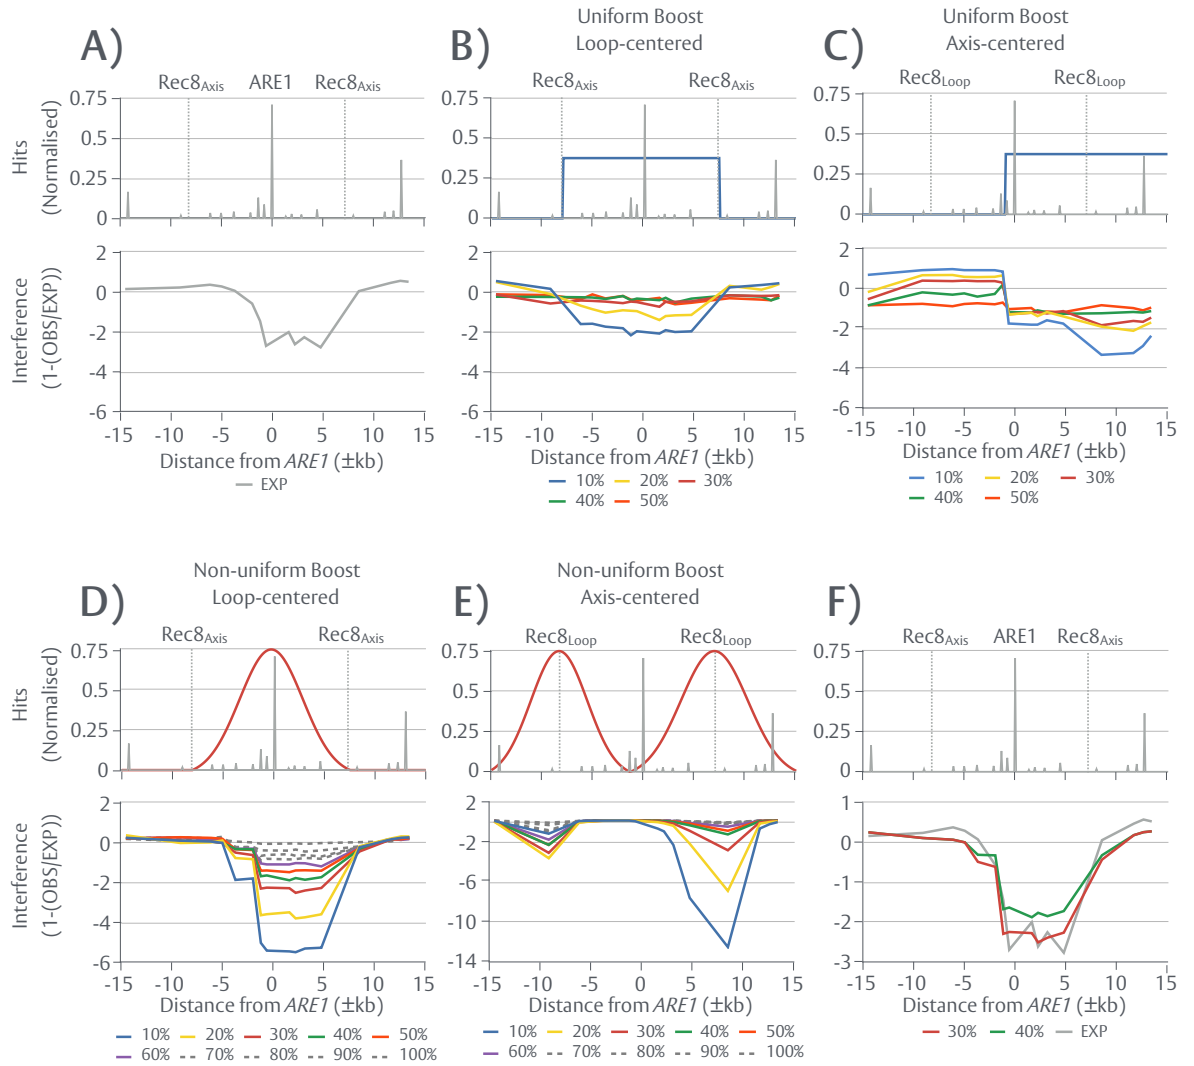 A)
Rec8Axis ARE1 Rec8Axis
Hits
(Normalised)
0.75
0.5
0.25
0
Interference
(1-(OBS/EXP))
2
0
-2
-4
-6
-15 -10 -5 0 5 10 15
Distance from ARE1 (±kb)
EXP
B)
Uniform Boost
Loop-centered
Rec8Axis Rec8Axis
0.75
0.5
0.25
0
2
0
-2
-4
-6
-15 -10 -5 0 5 10 15
Distance from ARE1 (±kb)
10% 20% 30%
40% 50%
C)
Uniform Boost
Axis-centered
Rec8Loop Rec8Loop
0.75
0.5
0.25
0
2
0
-2
-4
-6
-15 -10 -5 0 5 10 15
Distance from ARE1 (±kb)
10% 20% 30%
40% 50%
D)
Non-uniform Boost
Loop-centered
Rec8Axis Rec8Axis
Hits
(Normalised)
0.75
0.5
0.25
0
Interference
(1-(OBS/EXP))
2
0
-2
-4
-6
-15 -10 -5 0 5 10 15
Distance from ARE1 (±kb)
10% 20% 30% 40% 50%
60% 70% 80% 90% 100%
E)
Non-uniform Boost
Axis-centered
Rec8Loop Rec8Loop
0.75
0.5
0.25
0
2
-2
-6
-10
-14
-15 -10 -5 0 5 10 15
Distance from ARE1 (±kb)
10% 20% 30% 40% 50%
60% 70% 80% 90% 100%
F)
Rec8Axis ARE1 Rec8Axis
0.75
0.5
0.25
0
1
0
-1
-2
-3
-15 -10 -5 0 5 10 15
Distance from ARE1 (±kb)
30% 40% EXP